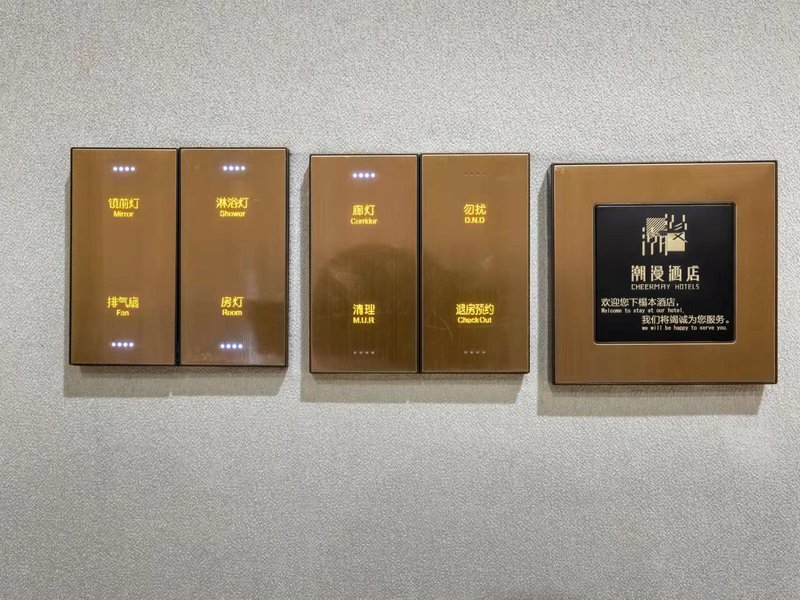 镜前灯
Mirror
淋浴灯
Shower
排气扇
Fan
房灯
Room
廊灯
Corridor
勿扰
D.N.D
清理
M.U.R
退房预约
CheckOut
潮漫
潮漫酒店
CHEERMAY HOTELS
欢迎您下榻本酒店，
Welcome to stay at our hotel,
我们将竭诚为您服务。
we will be happy to serve you.